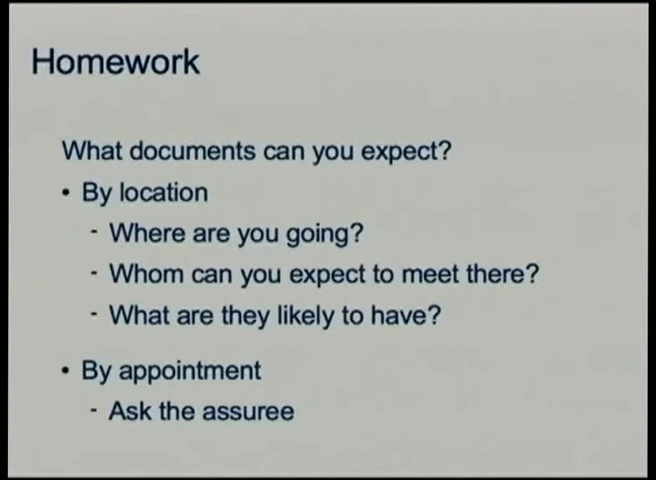 Homework
What documents can you expect?
• By location
- Where are you going?
- Whom can you expect to meet there?
- What are they likely to have?
• By appointment
- Ask the assuree